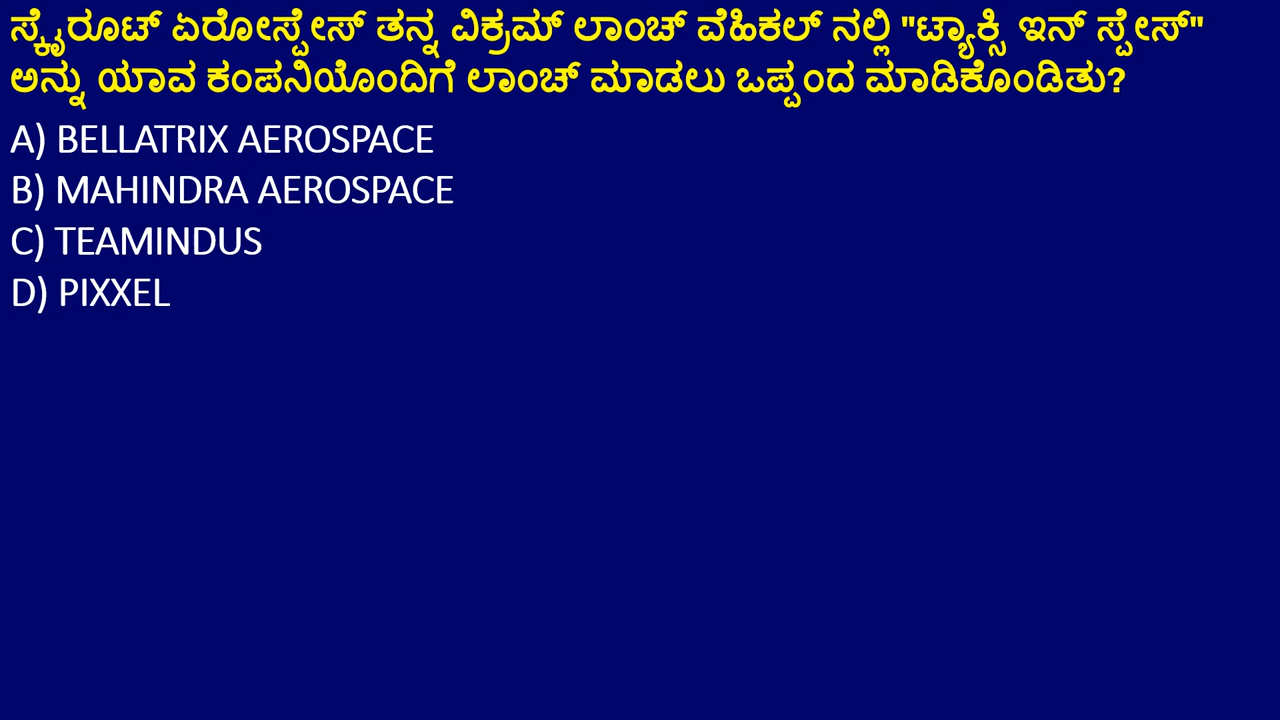 ಸ್ಕೈರೂಟ್ ಏರೋಸ್ಪೇಸ್ ತನ್ನ ವಿಕ್ರಮ್ ಲಾಂಚ್ ವೆಹಿಕಲ್ ನಲ್ಲಿ "ಟ್ಯಾಕ್ಸಿ ಇನ್ ಸ್ಪೇಸ್"
ಅನ್ನು ಯಾವ ಕಂಪನಿಯೊಂದಿಗೆ ಲಾಂಚ್ ಮಾಡಲು ಒಪ್ಪಂದ ಮಾಡಿಕೊಂಡಿತು?
A) BELLATRIX AEROSPACE
B) MAHINDRA AEROSPACE
C) TEAMINDUS
D) PIXXEL